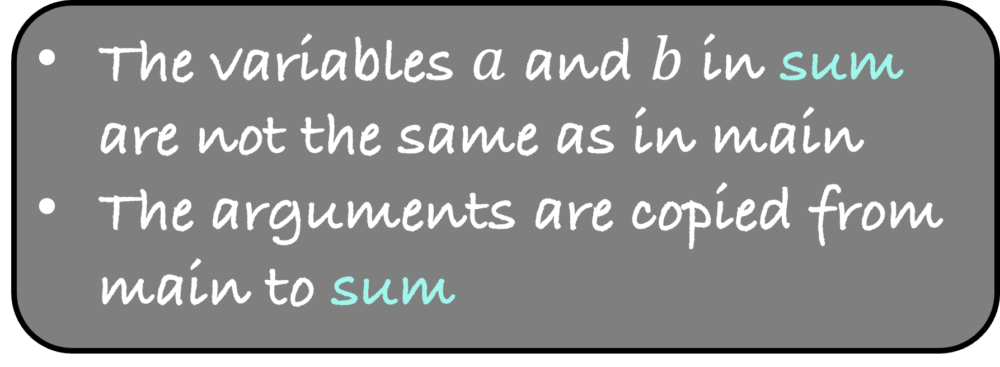 • The variables a and b in sum
are not the same as in main
• The arguments are copied from
main to sum